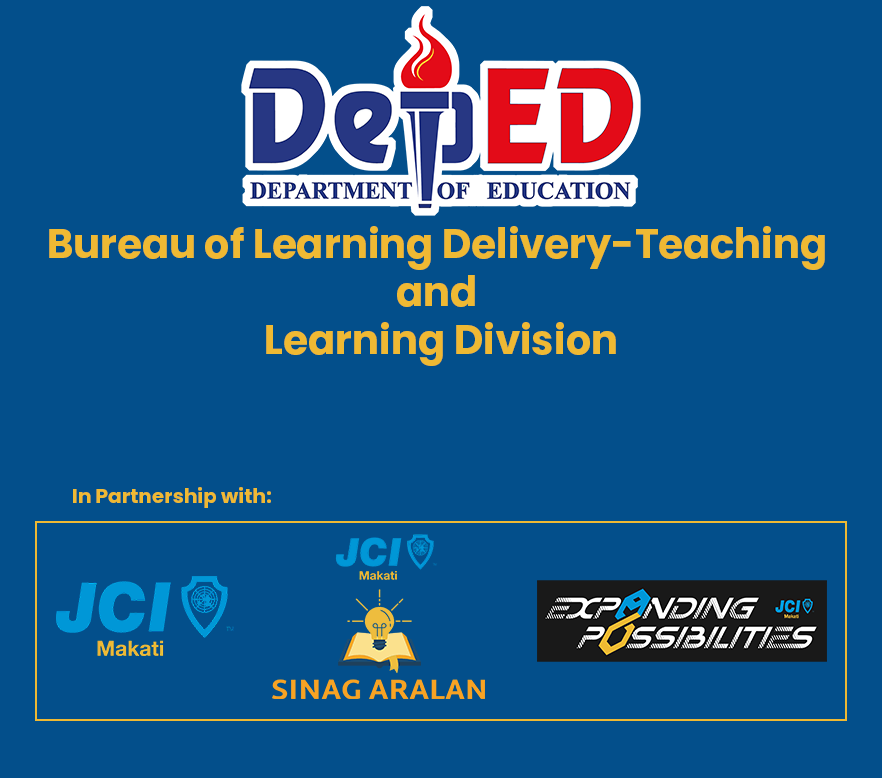 DepED
DEPARTMENT OF EDUCATION
Bureau of Learning Delivery-Teaching
and
Learning Division
In Partnership with:
JCI
Makati
JCI
Makati
SINAG ARALAN
EXPANDING
POSSIBILITIES
JCI
Makati